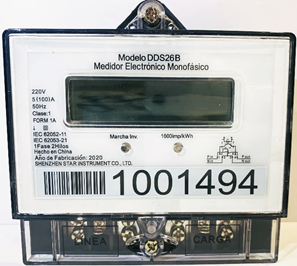 Modelo DDS26B
Medidor Electrónico Monofásico
220V
5(100)A
50Hz
Clase:1
FORM 1A
IEC 62052-11
IEC 62053-21
1Fase 2Hilos
Hecho en China
Año de Fabricación: 2020
SHENZHEN STAR INSTRUMENT CO., LTD.
Marcha Inv.
1600imp/kWh
1001494
LINEA
CARGA